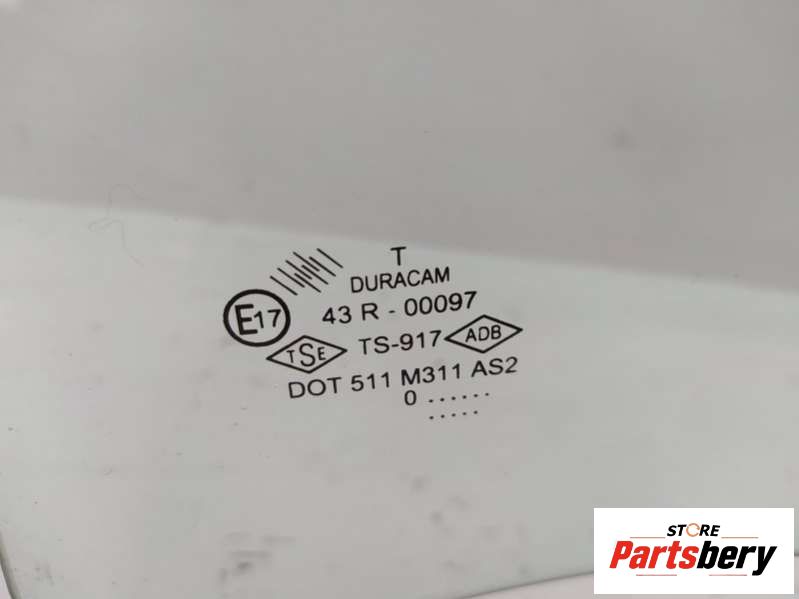 T
DURACAM
E17 43 R - 00097
TSE TS-917 ADB
DOT 511 M311 AS2
0 ......
.....
STORE
Partsbery